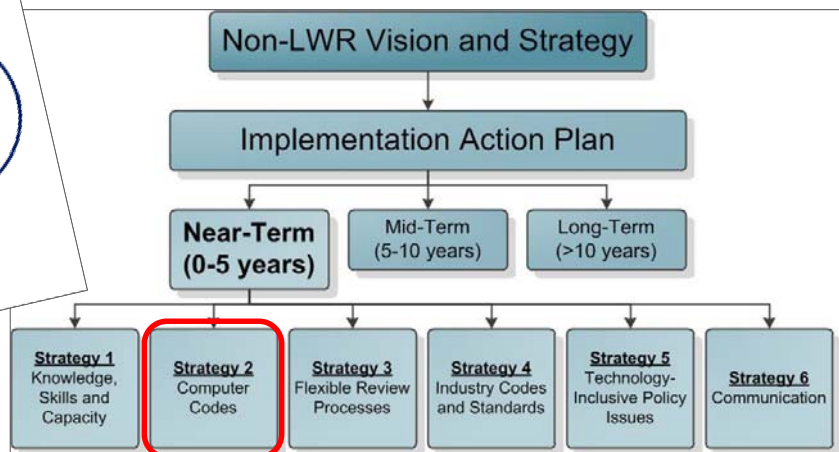 Non-LWR Vision and Strategy
Implementation Action Plan
Near-Term
(0-5 years)
Mid-Term
(5-10 years)
Long-Term
(>10 years)
Strategy 1
Knowledge,
Skills and
Capacity
Strategy 2
Computer
Codes
Strategy 3
Flexible Review
Processes
Strategy 4
Industry Codes
and Standards
Strategy 5
Technology-
Inclusive Policy
Issues
Strategy 6
Communication